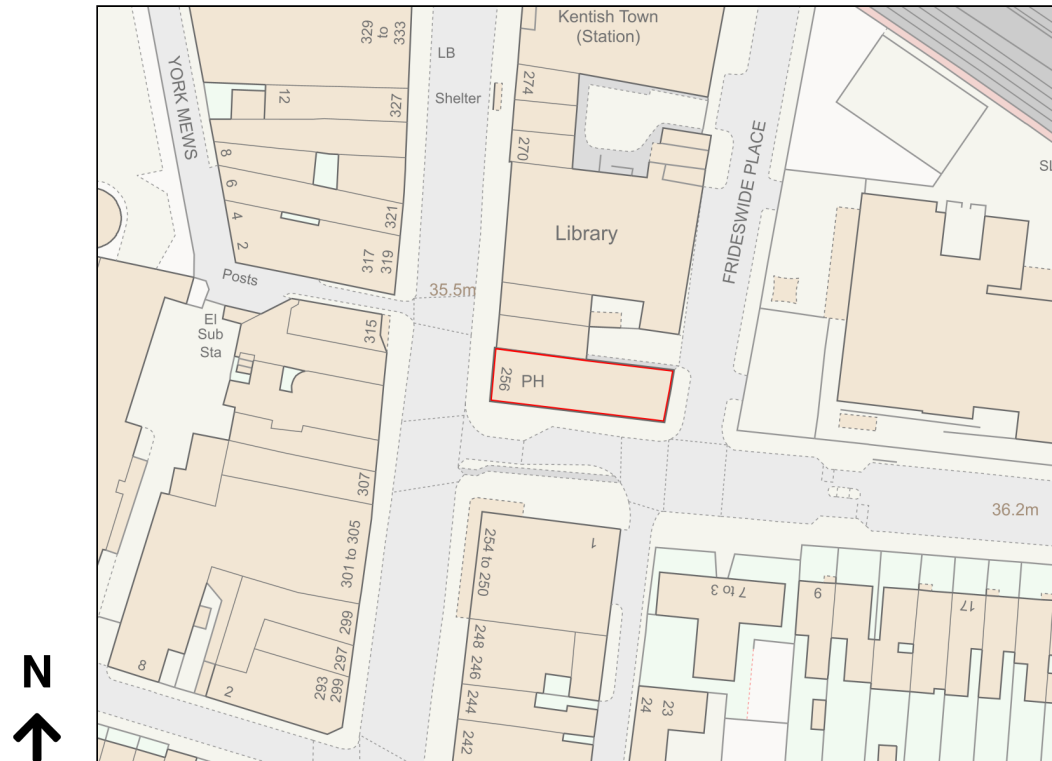 Kentish Town
(Station)
329
to
333
LB
YORK MEWS
Shelter
12
327
274
270
FRIDESWIDE PLACE
SL
8
6
4
2
321
319
317
Library
Posts
35.5m
El
Sub
Sta
315
256
PH
307
36.2m
254 to 250
1
301 to 305
7 to 3
9
17
299
248
246
297
293
299
8
2
244
242
23
24
N